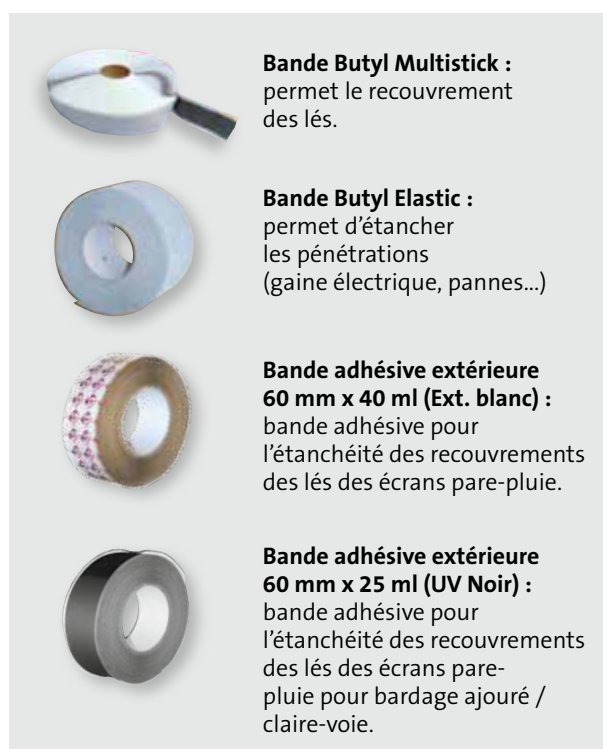 Bande Butyl Multistick :
permet le recouvrement
des lés.
Bande Butyl Elastic :
permet d'étancher
les pénétrations
(gaine électrique, pannes...)
Bande adhésive extérieure
60 mm x 40 ml (Ext. blanc) :
bande adhésive pour
l'étanchéité des recouvrements
des lés des écrans pare-pluie.
Bande adhésive extérieure
60 mm x 25 ml (UV Noir) :
bande adhésive pour
l'étanchéité des recouvrements
des lés des écrans pare-
pluie pour bardage ajouré /
claire-voie.